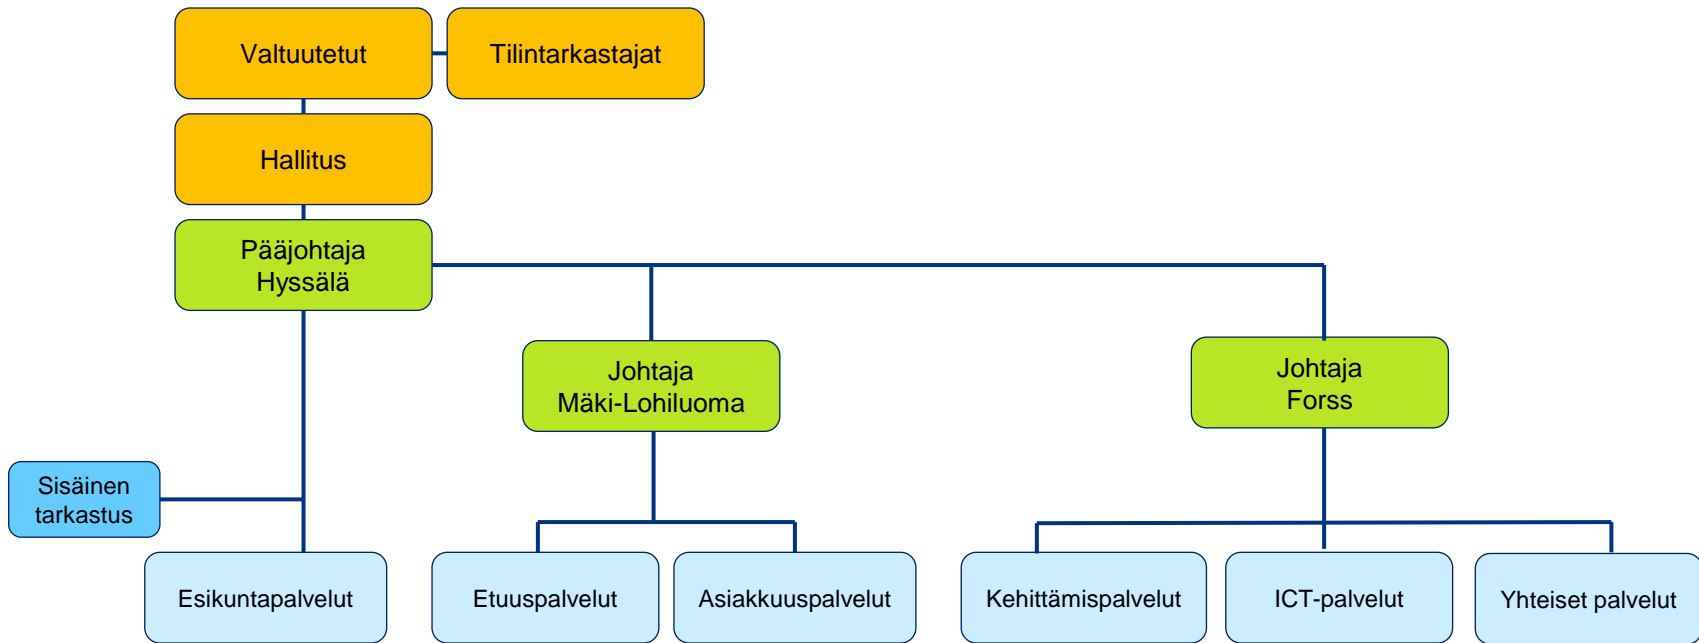 Valtuutetut
Tilintarkastajat
Hallitus
Pääjohtaja
Hyssälä
Johtaja
Mäki-Lohiluoma
Johtaja
Forss
Sisäinen
tarkastus
Esikuntapalvelut
Etuuspalvelut
Asiakkuuspalvelut
Kehittämispalvelut
ICT-palvelut
Yhteiset palvelut